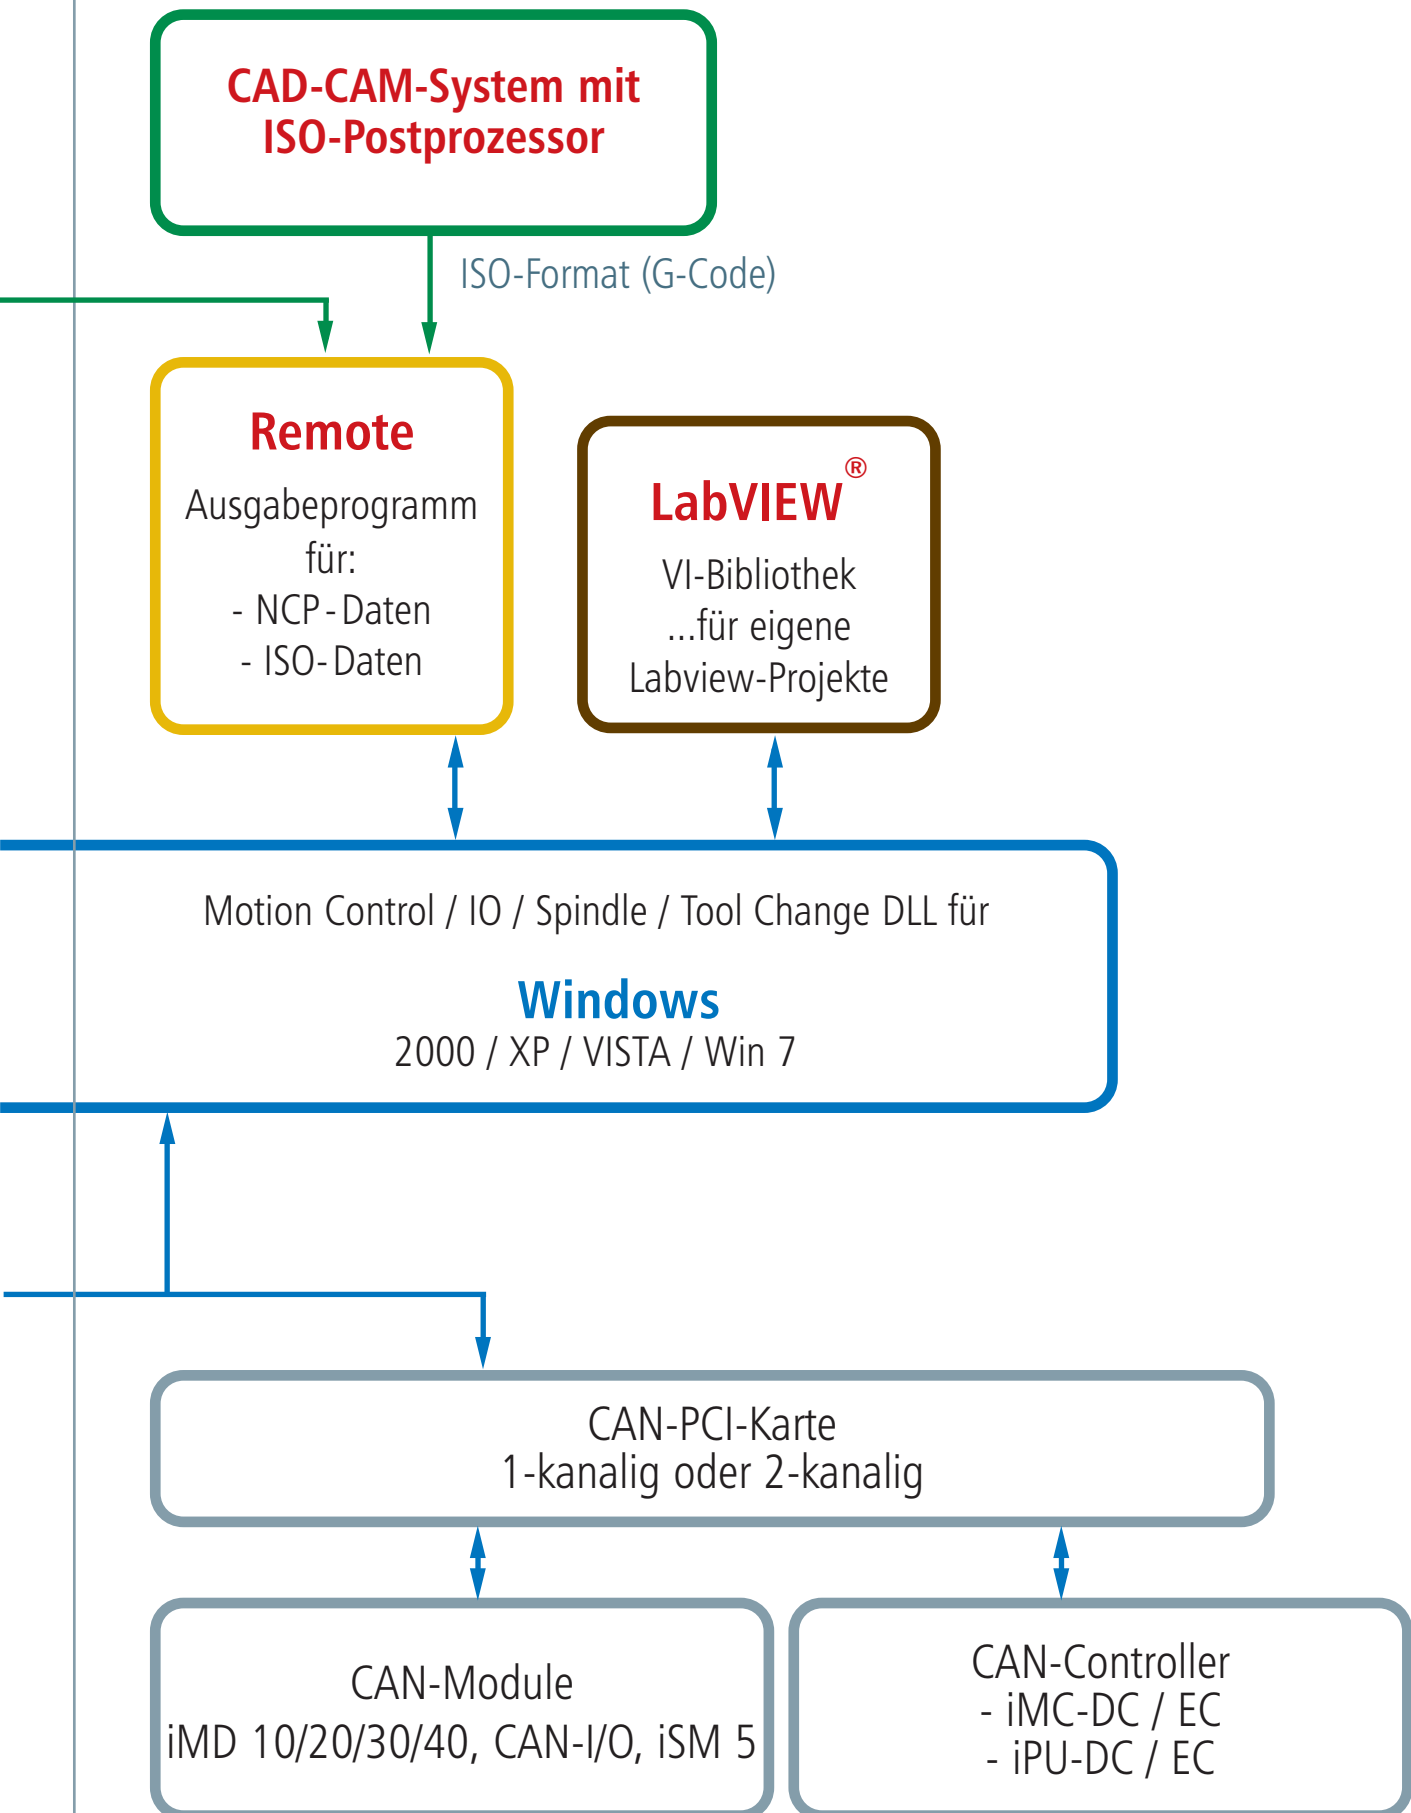 CAD-CAM-System mit
ISO-Postprozessor
ISO-Format (G-Code)
Remote
Ausgabeprogramm
für:
- NCP-Daten
- ISO-Daten
LabVIEW®
VI-Bibliothek
...für eigene
Labview-Projekte
Motion Control / IO / Spindle / Tool Change DLL für
Windows
2000 / XP / VISTA / Win 7
CAN-PCI-Karte
1-kanalig oder 2-kanalig
CAN-Module
iMD 10/20/30/40, CAN-I/O, iSM 5
CAN-Controller
- iMC-DC / EC
- iPU-DC / EC